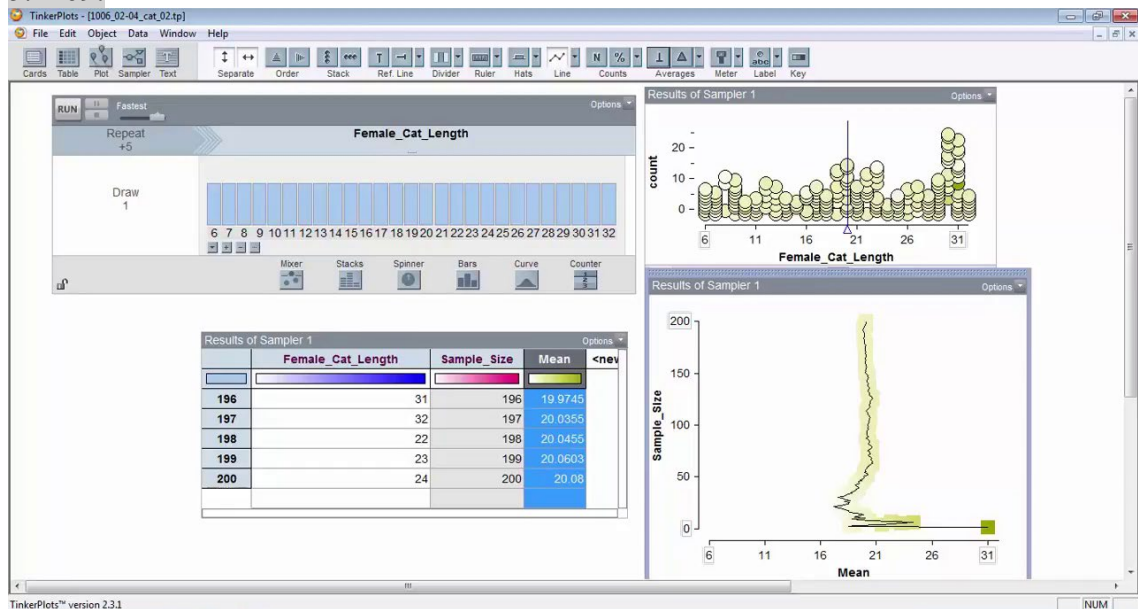 TinkerPlots - [1006_02-04_cat_02.tp]
File Edit Object Data Window Help
Cards Table Plot Sampler Text Separate Order Stack Ref. Line Divider Ruler Hats Line Counts Averages Meter Label Key
RUN Fastest Options
Repeat
+5
Female_Cat_Length
Draw
1
6 7 8 9 10 11 12 13 14 15 16 17 18 19 20 21 22 23 24 25 26 27 28 29 30 31 32
Mixer Stacks Spinner Bars Curve Counter
Results of Sampler 1 Options
count
20
10
0
6 11 16 21 26 31
Female_Cat_Length
Results of Sampler 1 Options
Female_Cat_Length Sample_Size Mean <new
196 31 196 19.9745
197 32 197 20.0355
198 22 198 20.0455
199 23 199 20.0603
200 24 200 20.08
Results of Sampler 1 Options
Sample_Size
200
150
100
50
0
6 11 16 21 26 31
Mean
TinkerPlots™ version 2.3.1
NUM